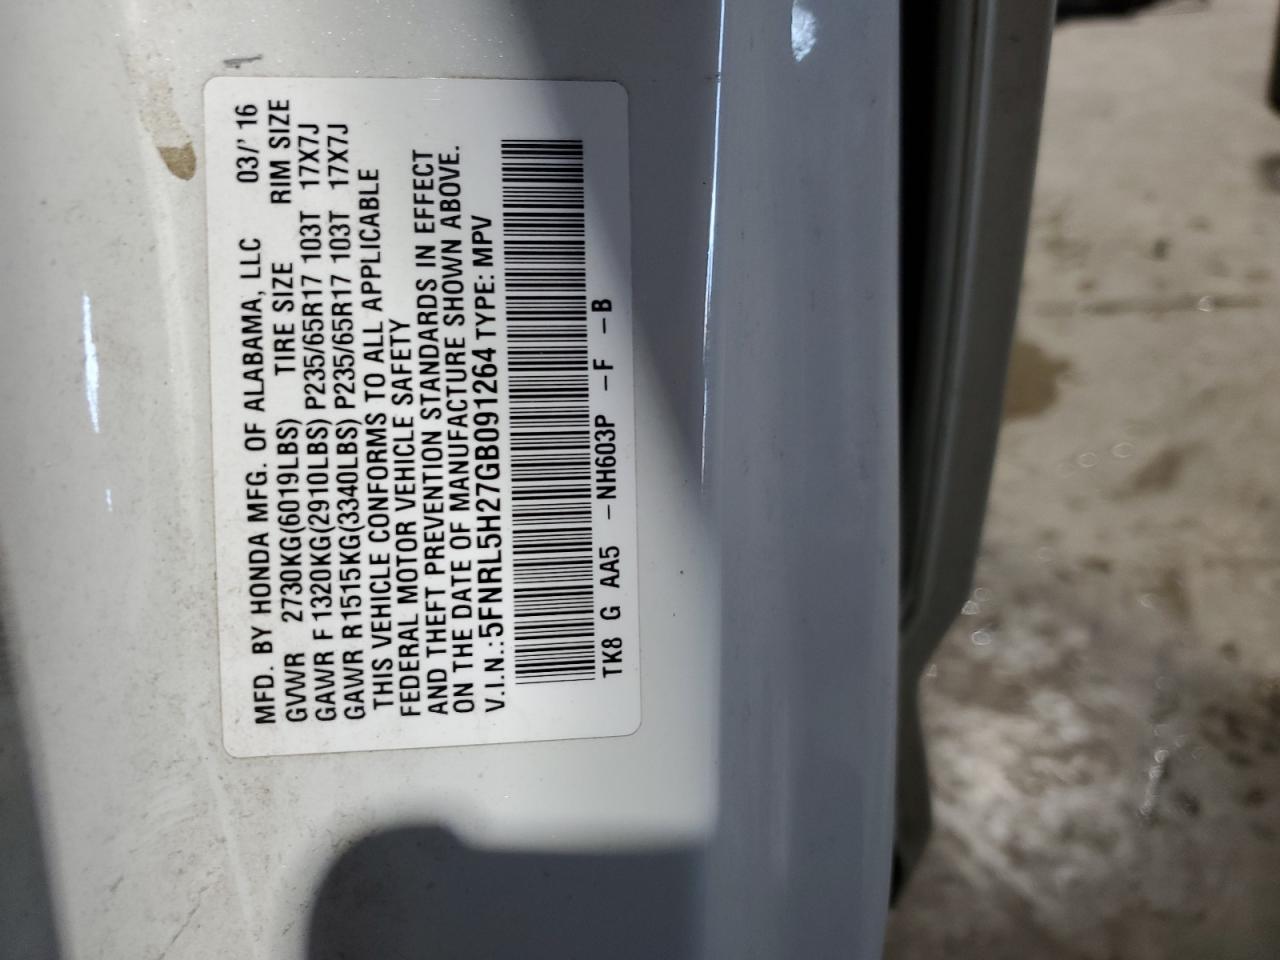 MFD. BY HONDA MFG. OF ALABAMA, LLC 03/' 16
GVWR 2730KG(6019LBS) TIRE SIZE RIM SIZE
GAWR F 1320KG(2910LBS) P235/65R17 103T 17X7J
GAWR R 1515KG(3340LBS) P235/65R17 103T 17X7J
THIS VEHICLE CONFORMS TO ALL APPLICABLE
FEDERAL MOTOR VEHICLE SAFETY
AND THEFT PREVENTION STANDARDS IN EFFECT
ON THE DATE OF MANUFACTURE SHOWN ABOVE.
V.I.N.:5FNRL5H27GB091264 TYPE: MPV
TK8 G AA5 -NH603P -F -B